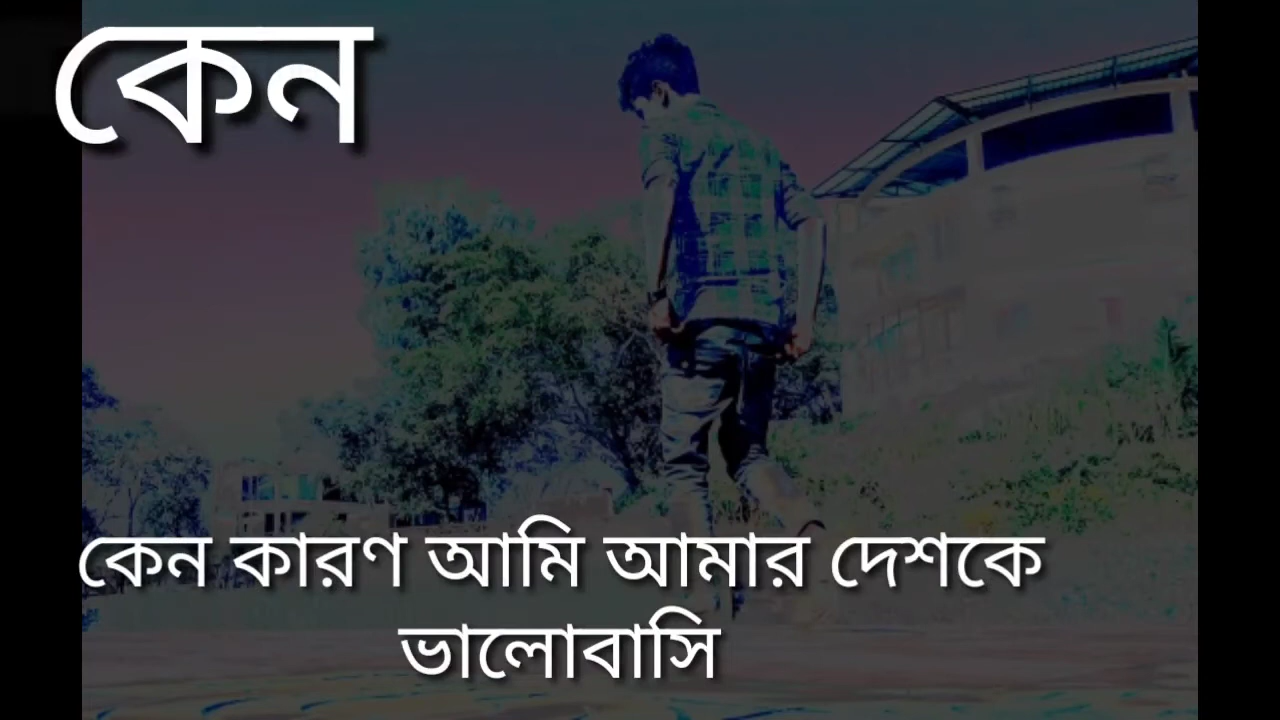 কেন
কেন কারণ আমি আমার দেশকে
ভালোবাসি